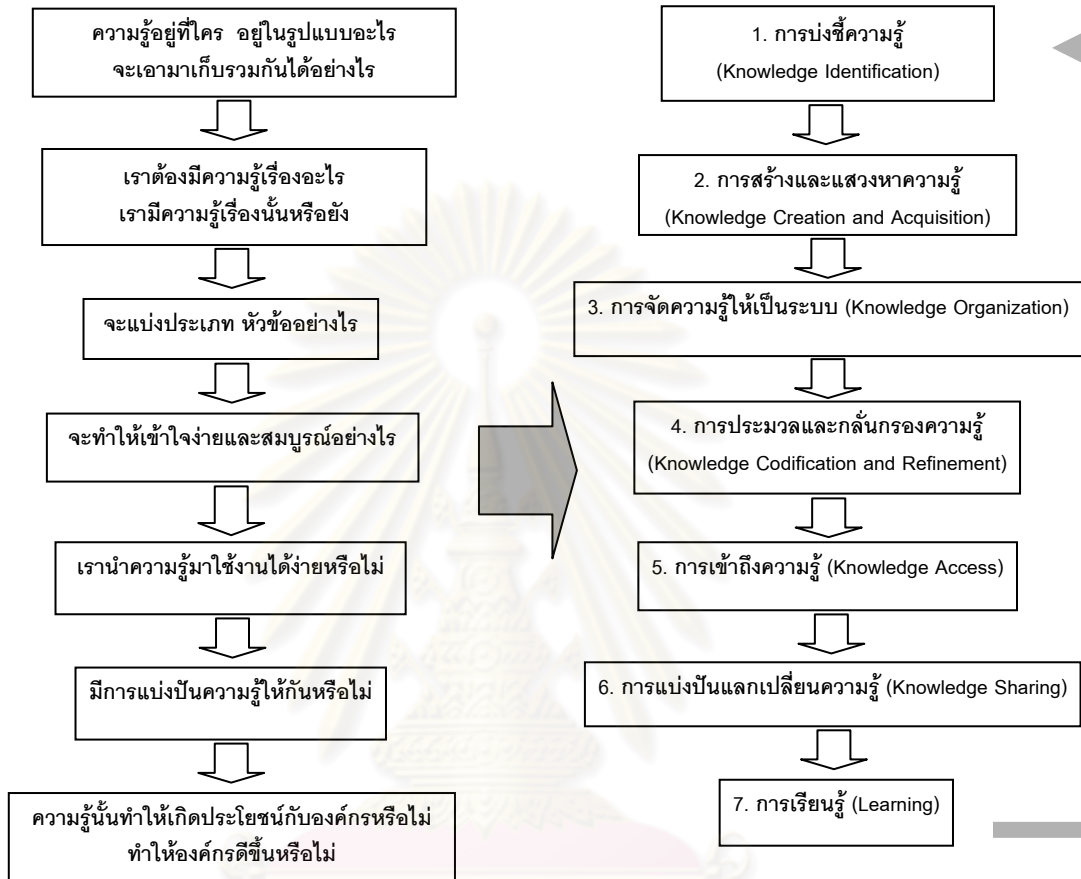 ความรู้อยู่ที่ใคร อยู่ในรูปแบบอะไร
จะเอามาเก็บรวมกันได้อย่างไร
เราต้องมีความรู้เรื่องอะไร
เรามีความรู้เรื่องนั้นหรือยัง
จะแบ่งประเภท หัวข้ออย่างไร
จะทำให้เข้าใจง่ายและสมบูรณ์อย่างไร
เรานำความรู้มาใช้งานได้ง่ายหรือไม่
มีการแบ่งปันความรู้ให้กันหรือไม่
ความรู้นั้นทำให้เกิดประโยชน์กับองค์กรหรือไม่
ทำให้องค์กรดีขึ้นหรือไม่
1. การบ่งชี้ความรู้
(Knowledge Identification)
2. การสร้างและแสวงหาความรู้
(Knowledge Creation and Acquisition)
3. การจัดความรู้ให้เป็นระบบ (Knowledge Organization)
4. การประมวลและกลั่นกรองความรู้
(Knowledge Codification and Refinement)
5. การเข้าถึงความรู้ (Knowledge Access)
6. การแบ่งปันแลกเปลี่ยนความรู้ (Knowledge Sharing)
7. การเรียนรู้ (Learning)